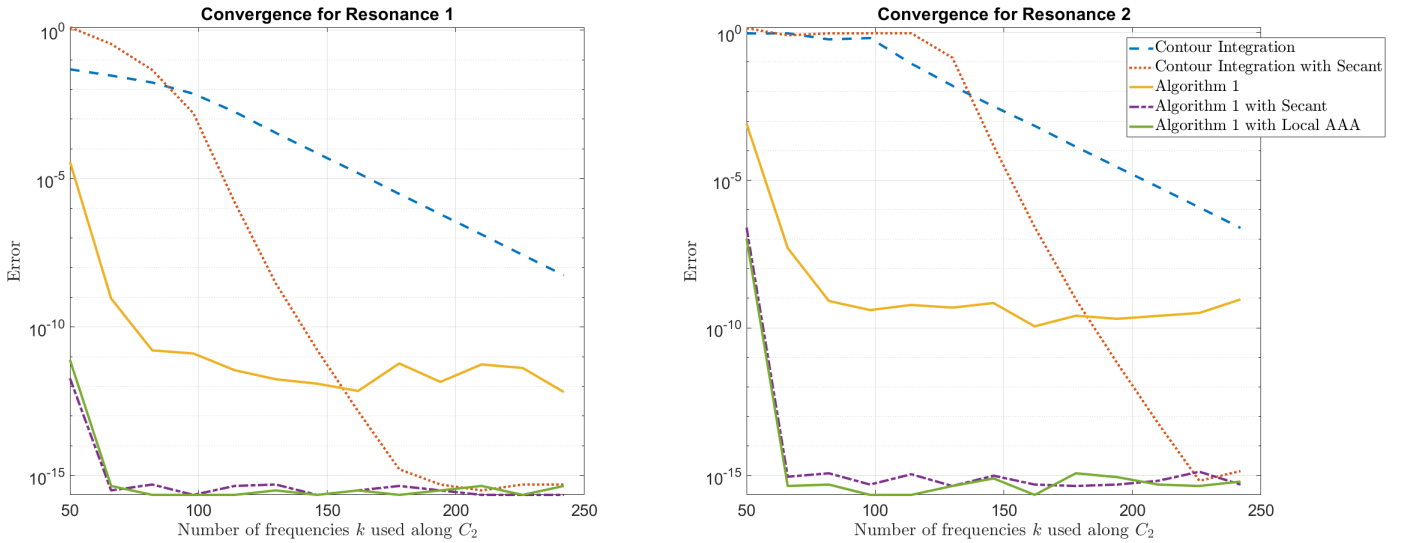 Convergence for Resonance 1
10^0
10^-5
10^-10
10^-15
Error
50
100
150
200
250
Number of frequencies k used along C_2
Convergence for Resonance 2
10^0
10^-5
10^-10
10^-15
Error
50
100
150
200
250
Number of frequencies k used along C_2
Contour Integration
Contour Integration with Secant
Algorithm 1
Algorithm 1 with Secant
Algorithm 1 with Local AAA